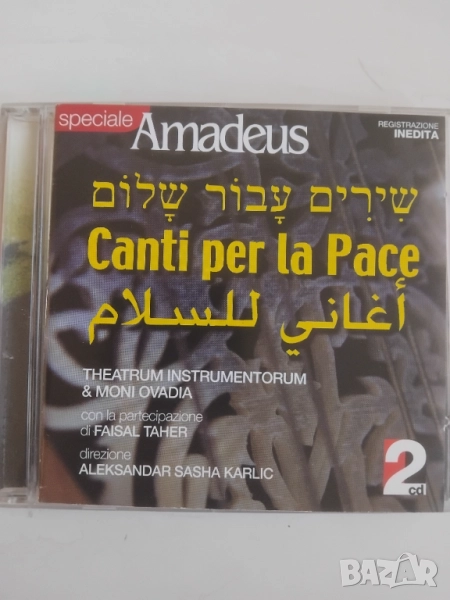 speciale
Amadeus
REGISTRAZIONE
INEDITA
שִירִים עָבוֹר שָלוֹם
Canti per la Pace
أغاني للسلام
THEATRUM INSTRUMENTORUM
& MONI OVADIA
con la partecipazione
di FAISAL TAHER
direzione
ALEKSANDAR SASHA KARLIC
2
cd
BAZAR